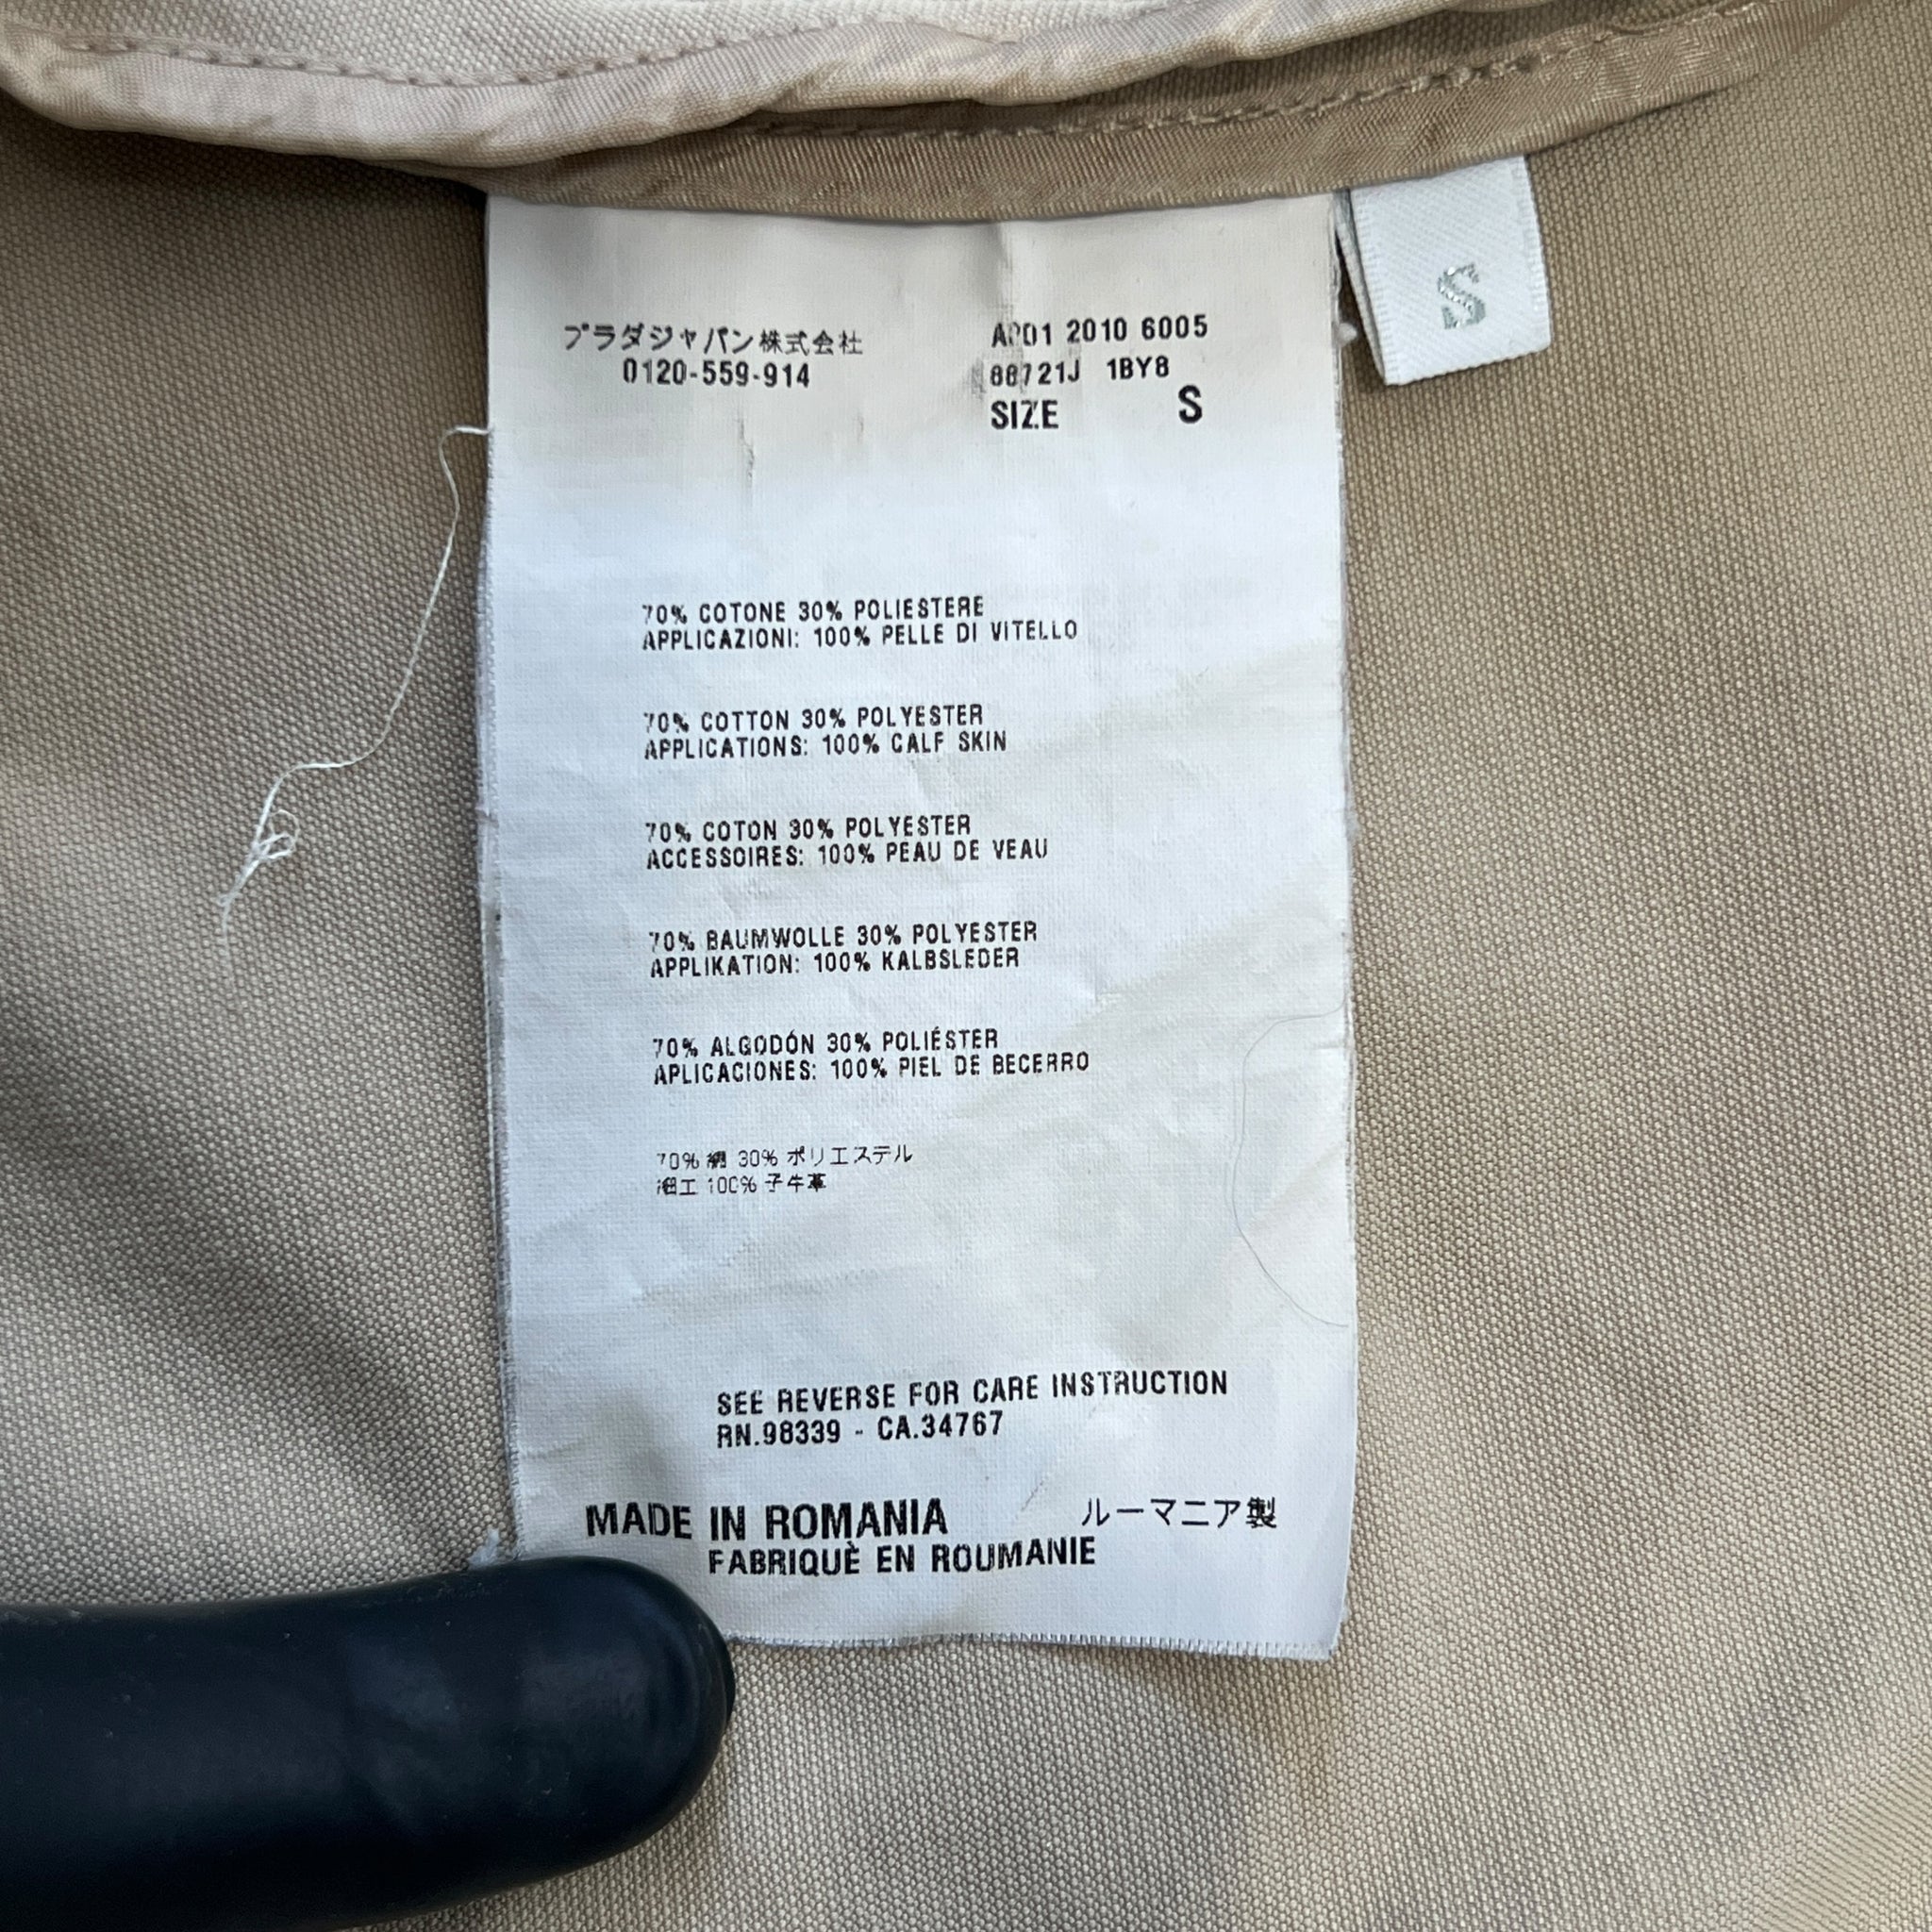 プラダジャパン株式会社
0120-559-914
AP01 2010 6005
88721J 1BY8
SIZE S
S
70% COTONE 30% POLIESTERE
APPLICAZIONI: 100% PELLE DI VITELLO
70% COTTON 30% POLYESTER
APPLICATIONS: 100% CALF SKIN
70% COTON 30% POLYESTER
ACCESSOIRES: 100% PEAU DE VEAU
70% BAUMWOLLE 30% POLYESTER
APPLIKATION: 100% KALBSLEDER
70% ALGODÓN 30% POLIÉSTER
APLICACIONES: 100% PIEL DE BECERRO
70% 綿 30% ポリエステル
細工 100% 子牛革
SEE REVERSE FOR CARE INSTRUCTION
RN.98339 - CA.34767
MADE IN ROMANIA ルーマニア製
FABRIQUÈ EN ROUMANIE